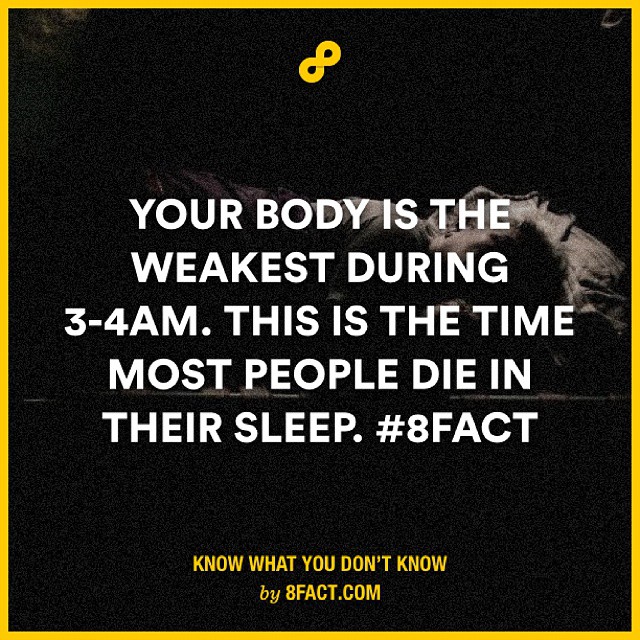 YOUR BODY IS THE
WEAKEST DURING
3-4AM. THIS IS THE TIME
MOST PEOPLE DIE IN
THEIR SLEEP. #8FACT
KNOW WHAT YOU DON'T KNOW
by 8FACT.COM